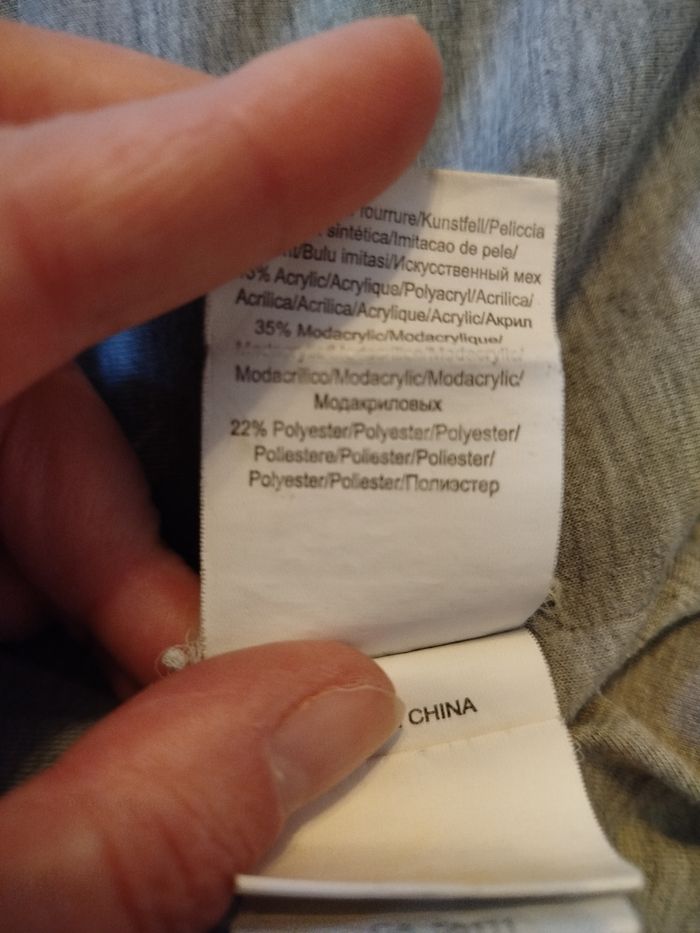 fourrure/Kunstfell/Peliccia
sintética/Imitacao de pele/
Bulu imitasi/Искусственный мех
Acrylic/Acrylique/Polyacryl/Acrilica/
Acrilica/Acrilica/Acrylique/Acrylic/Акрил
35% Modacrylic/Modacrylique/
Modacrilico/Modacrylic/Modacrylic/
Модакриловых
22% Polyester/Polyester/Polyester/
Poliestere/Poliester/Poliester/
Polyester/Poliester/Полиэстер
CHINA